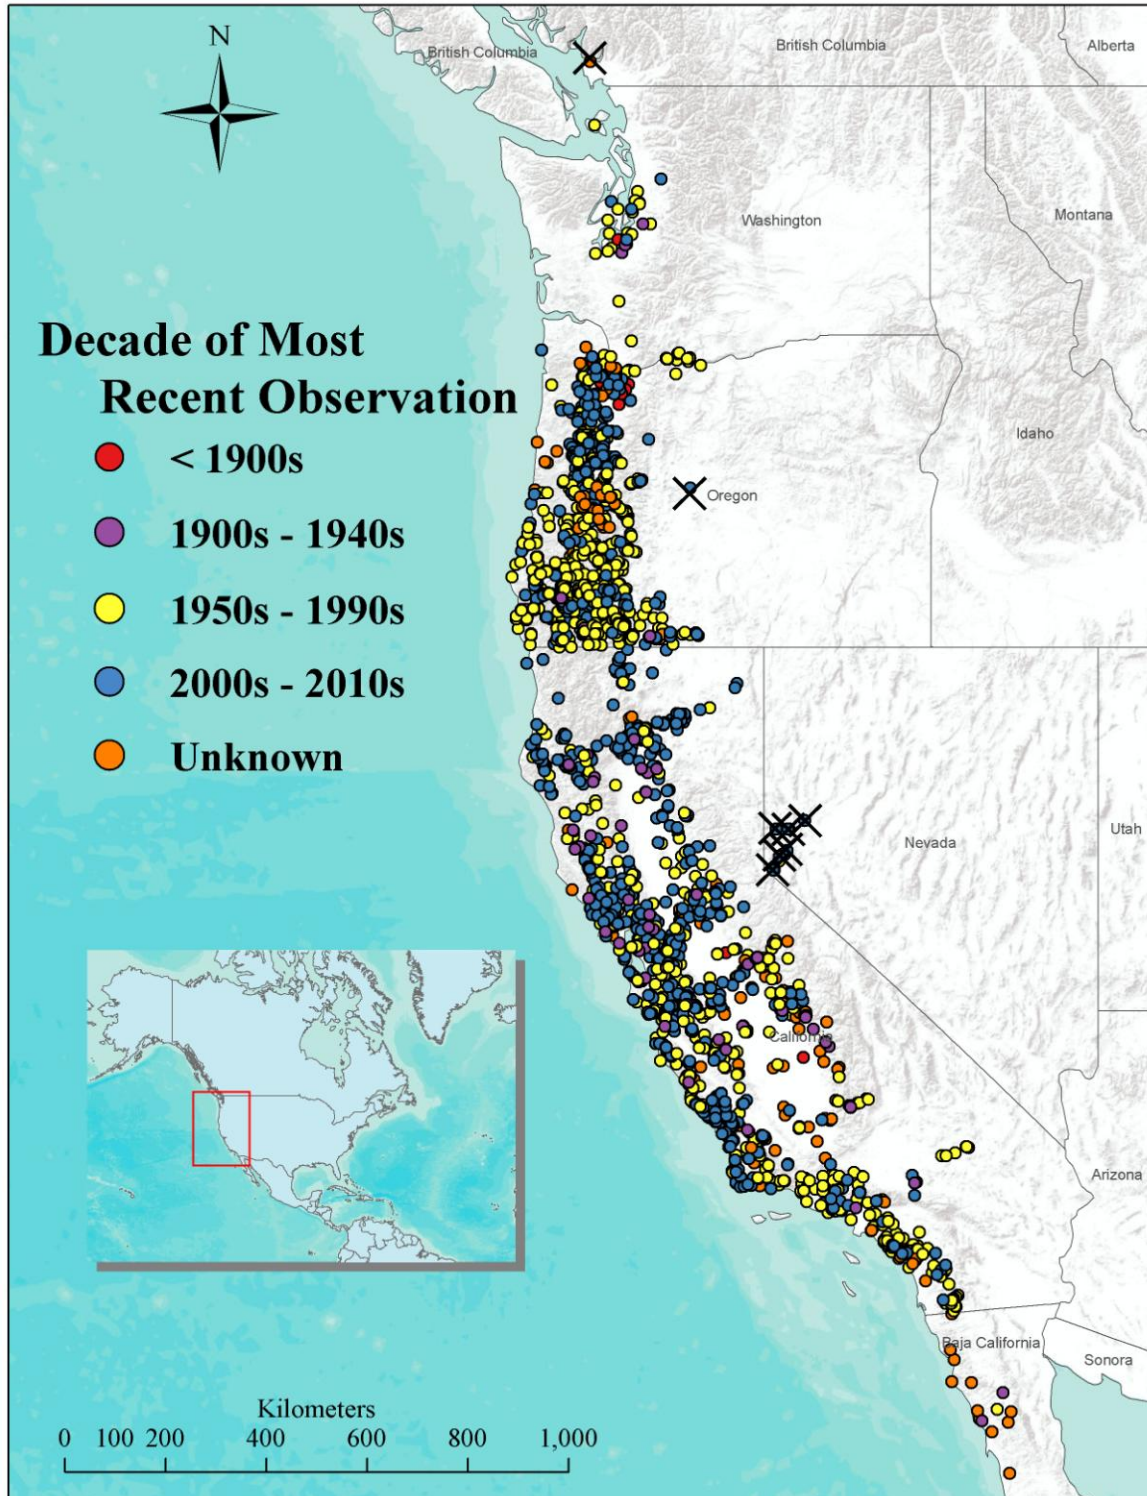 N
British Columbia
British Columbia
Alberta
Washington
Montana
Decade of Most
Recent Observation
< 1900s
1900s - 1940s
1950s - 1990s
2000s - 2010s
Unknown
Idaho
Oregon
Nevada
Utah
California
Arizona
Baja California
Sonora
Kilometers
0 100 200 400 600 800 1,000